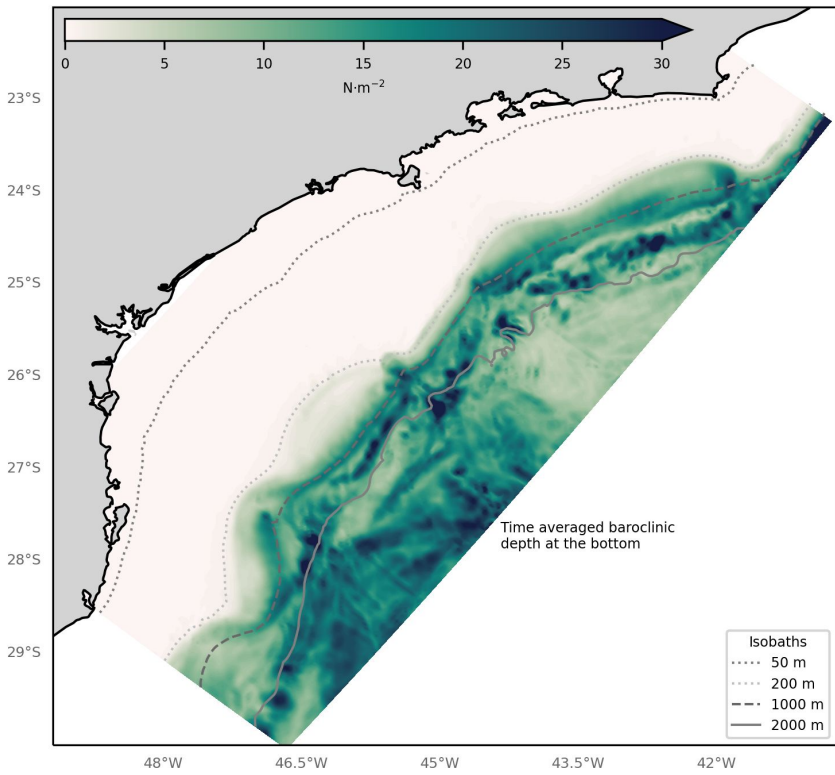 0 5 10 15 20 25 30
N·m⁻²
23°S
24°S
25°S
26°S
27°S
28°S
29°S
Time averaged baroclinic
depth at the bottom
Isobaths
50 m
200 m
1000 m
2000 m
48°W 46.5°W 45°W 43.5°W 42°W